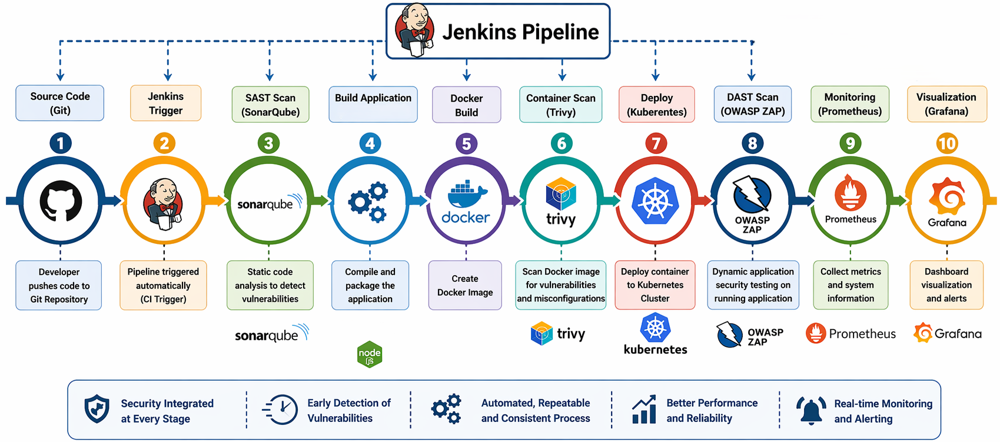 Jenkins Pipeline
Source Code
(Git)
Jenkins
Trigger
SAST Scan
(SonarQube)
Build Application
Docker
Build
Container Scan
(Trivy)
Deploy
(Kuberentes)
DAST Scan
(OWASP ZAP)
Monitoring
(Prometheus)
Visualization
(Grafana)
1
2
3
4
5
6
7
8
9
10
sonarqube
docker
trivy
OWASP
ZAP
Prometheus
Grafana
Developer
pushes code to
Git Repository
Pipeline triggered
automatically
(CI Trigger)
Static code
analysis to detect
vulnerabilities
Compile and
package the
application
Create
Docker Image
Scan Docker image
for vulnerabilities
and misconfigurations
Deploy container
to Kubernetes
Cluster
Dynamic application
security testing on
running application
Collect metrics
and system
information
Dashboard
visualization
and alerts
sonarqube
node
JS
trivy
kubernetes
OWASP
ZAP
Prometheus
Grafana
Security Integrated
at Every Stage
Early Detection of
Vulnerabilities
Automated, Repeatable
and Consistent Process
Better Performance
and Reliability
Real-time Monitoring
and Alerting